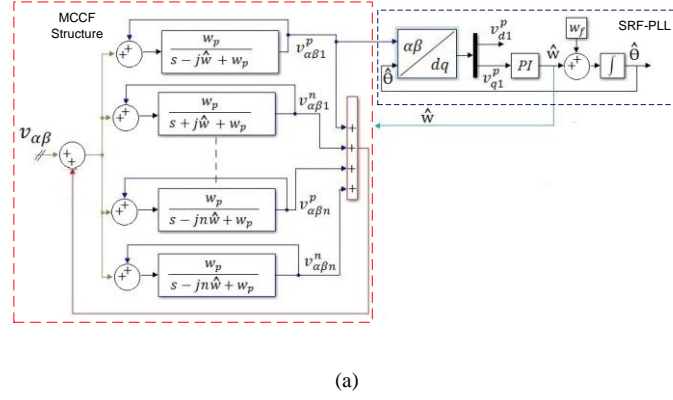 MCCF Structure
SRF-PLL
w_p / (s − jŵ + w_p)
v^p_{αβ1}
αβ
dq
v^p_{d1}
v^p_{q1}
PI
ŵ
w_f
∫
θ̂
θ̂
ŵ
w_p / (s + jŵ + w_p)
v^n_{αβ1}
v_{αβ}
w_p / (s − jnŵ + w_p)
v^p_{αβn}
w_p / (s − jnŵ + w_p)
v^n_{αβn}
+ + + + + + + + + + + + + + + +
(a)